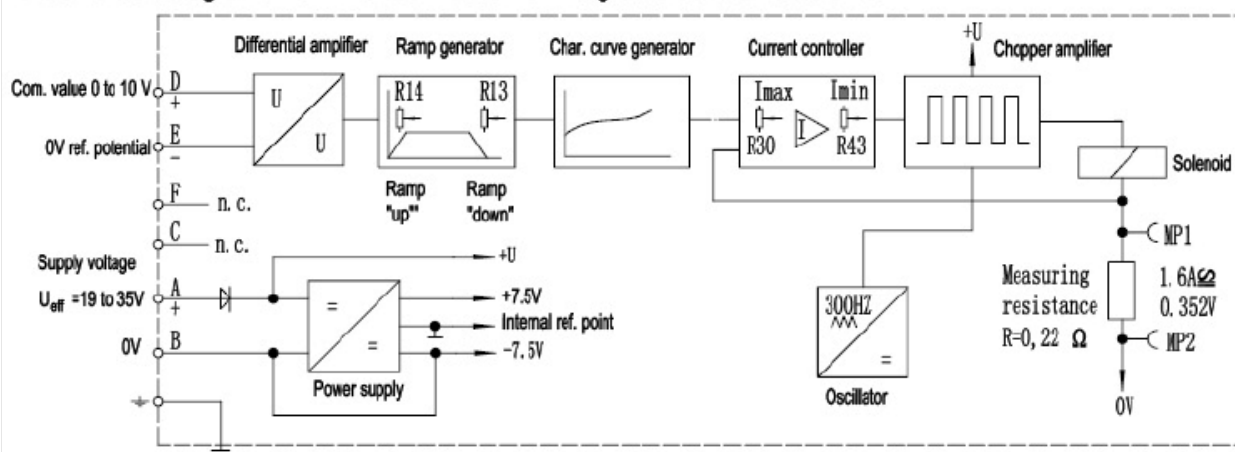 Differential amplifier
Ramp generator
Char. curve generator
Current controller
+U
Chopper amplifier
Com. value 0 to 10 V
D
+
0V ref. potential
E
−
U
U
R14
R13
Ramp "up""
Ramp "down"
Imax
Imin
I
R30
R43
Solenoid
F
n.c.
C
n.c.
Supply voltage
Ueff =19 to 35V
A
+
0V
B
=
=
Power supply
+U
+7.5V
Internal ref. point
-7.5V
300HZ
=
Oscillator
MP1
Measuring
resistance
R=0,22 Ω
1.6A≙
0.352V
MP2
0V